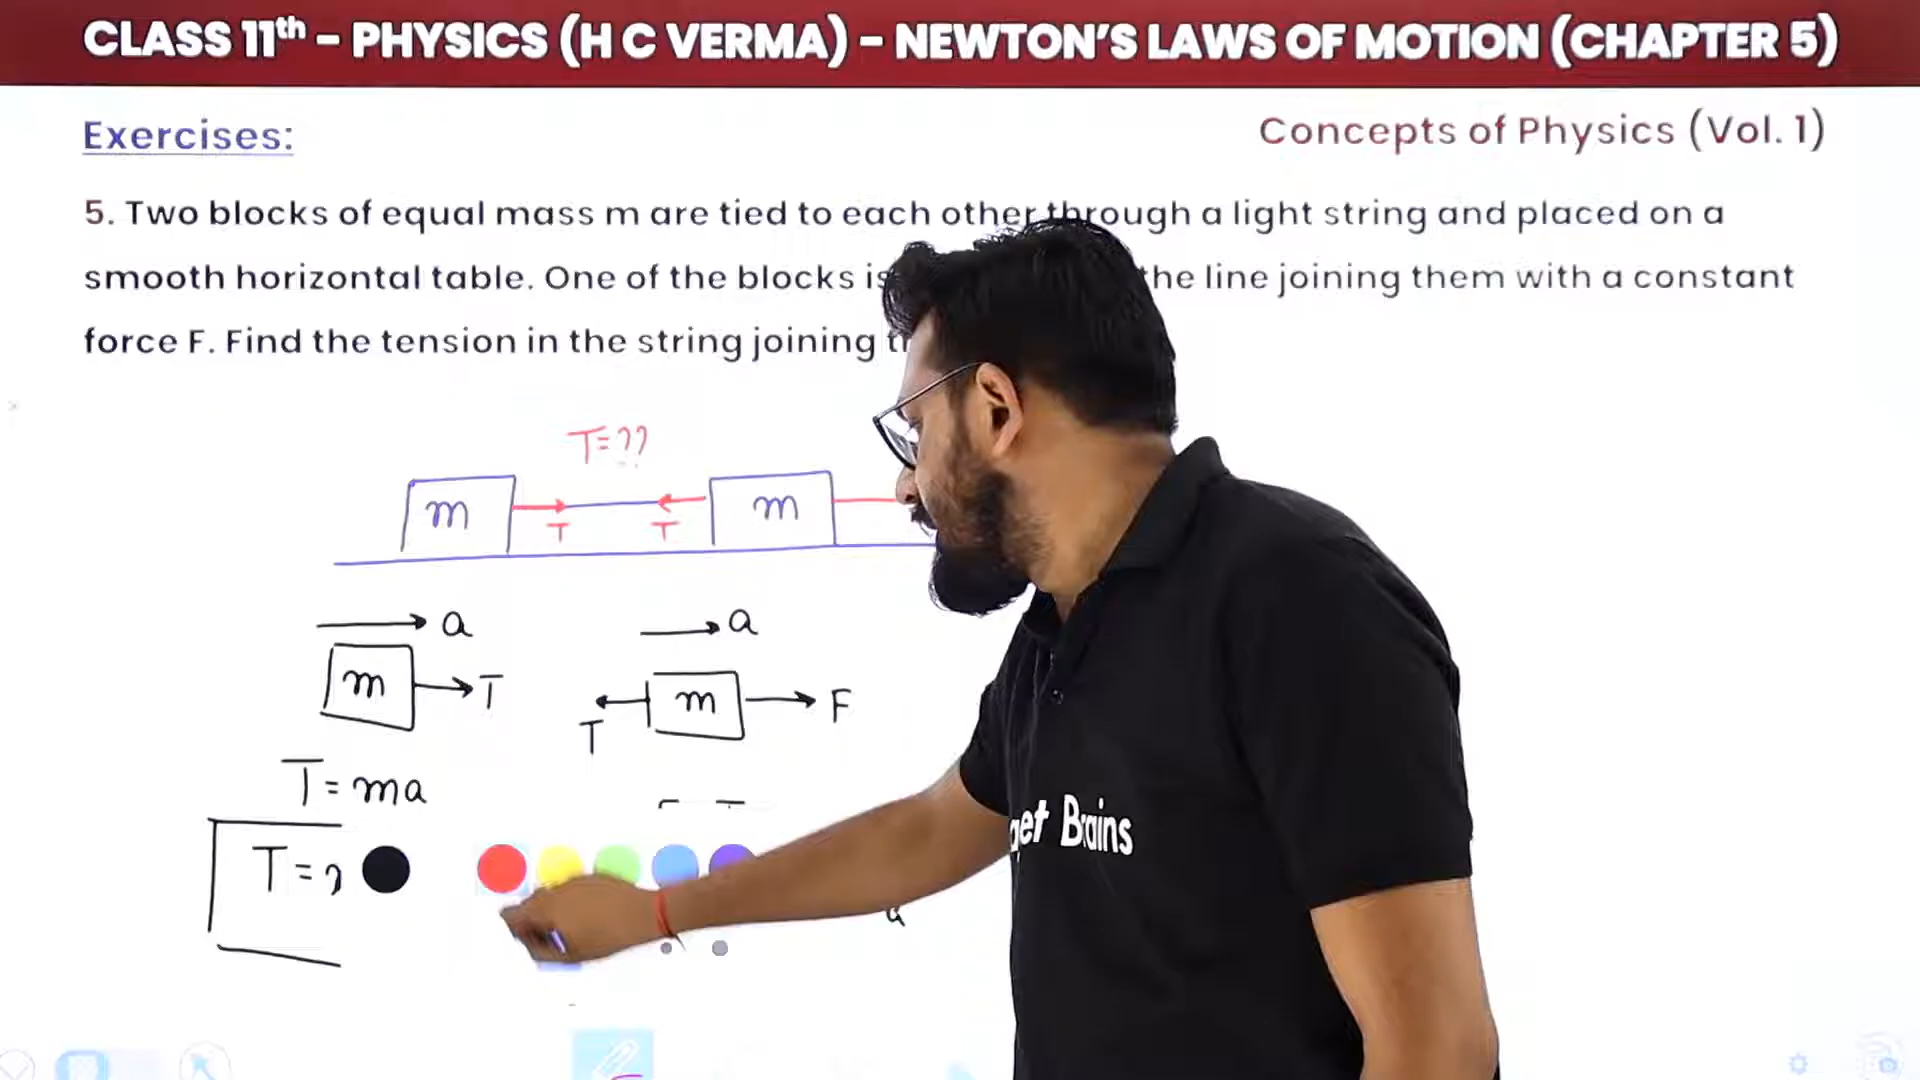 CLASS 11th - PHYSICS (H C VERMA) - NEWTON'S LAWS OF MOTION (CHAPTER 5)
Exercises:
Concepts of Physics (Vol. 1)
5. Two blocks of equal mass m are tied to each other through a light string and placed on a
smooth horizontal table. One of the blocks is the line joining them with a constant
force F. Find the tension in the string joining
T=??
m
m
T
T
a
a
m
T
m
F
T
T=ma
T=
a
Brains